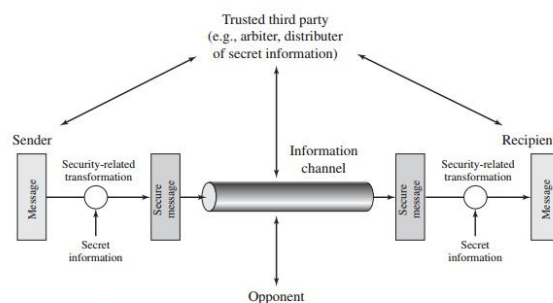 Trusted third party
(e.g., arbiter, distributer
of secret information)
Sender
Recipient
Information
channel
Security-related
transformation
Security-related
transformation
Message
Secure
message
Secure
message
Message
Secret
information
Secret
information
Opponent